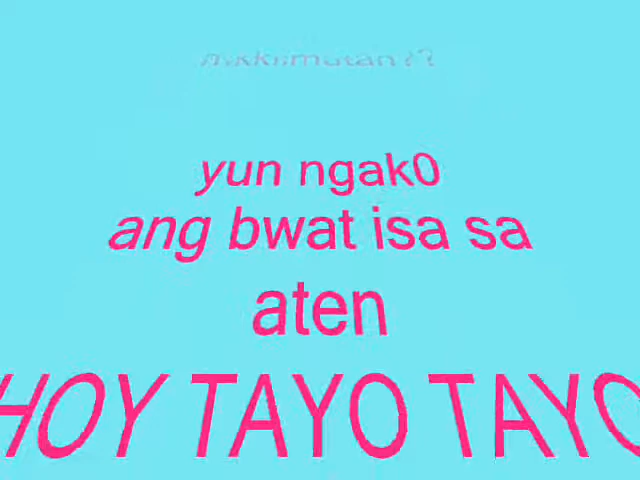 yun ngak0
ang bwat isa sa
aten
HOY TAYO TAYO